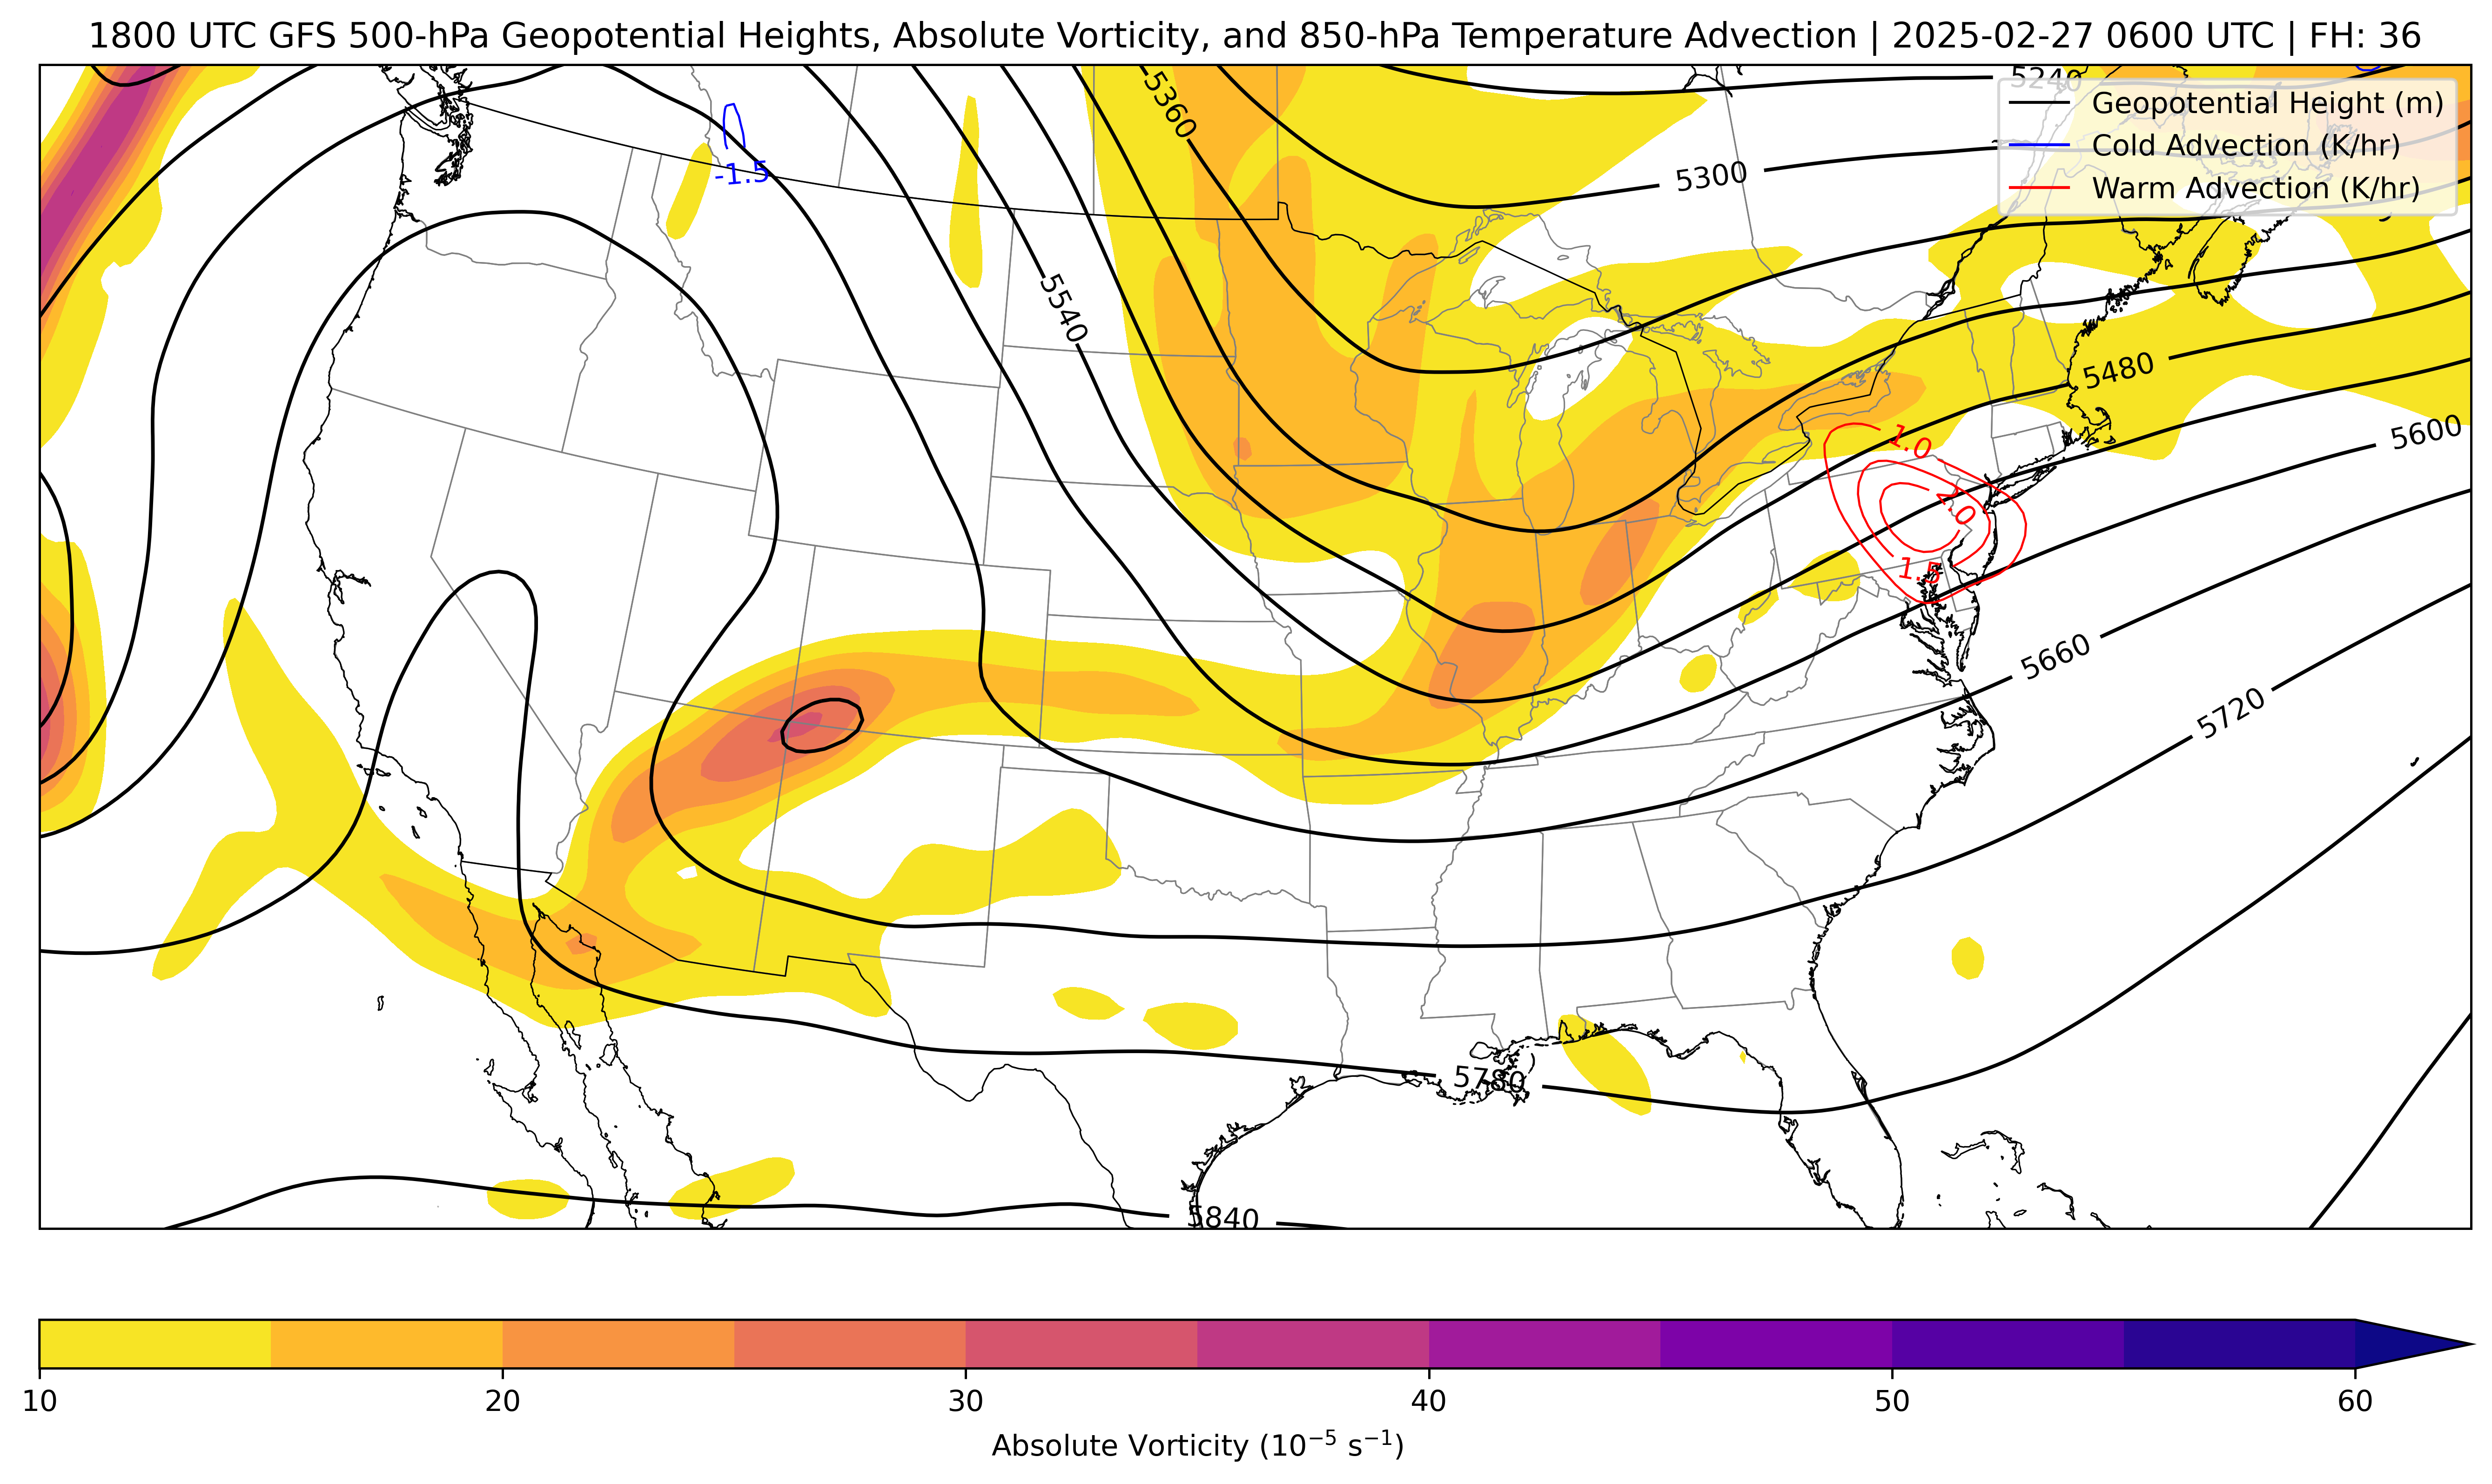 1800 UTC GFS 500-hPa Geopotential Heights, Absolute Vorticity, and 850-hPa Temperature Advection | 2025-02-27 0600 UTC | FH: 36
5240
Geopotential Height (m)
Cold Advection (K/hr)
Warm Advection (K/hr)
5360
-1.5
5300
5540
5480
5600
1.0
2.0
1.5
5660
5720
5780
5840
10 20 30 40 50 60
Absolute Vorticity (10⁻⁵ s⁻¹)